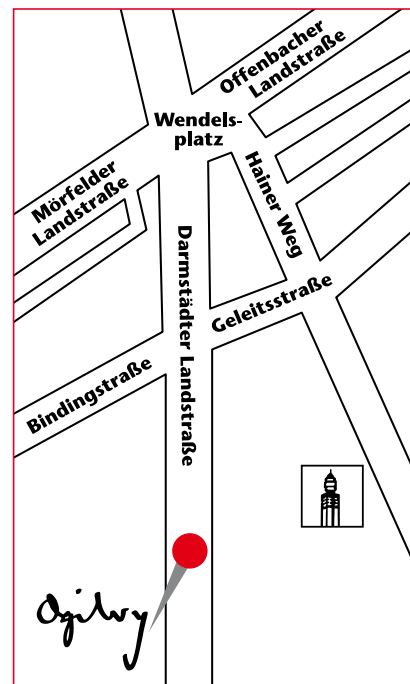 Offenbacher
Landstraße
Wendels-
platz
Mörfelder
Landstraße
Hainer Weg
Darmstädter Landstraße
Geleitsstraße
Bindingstraße
Ogilvy